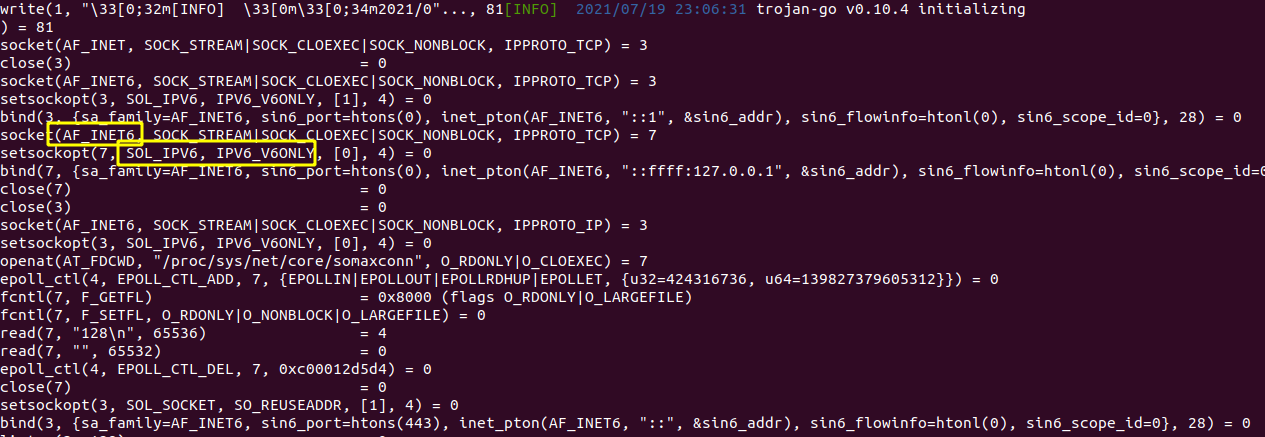 write(1, "\33[0;32m[INFO]  \33[0m\33[0;34m2021/0"..., 81[INFO]  2021/07/19 23:06:31 trojan-go v0.10.4 initializing
) = 81
socket(AF_INET, SOCK_STREAM|SOCK_CLOEXEC|SOCK_NONBLOCK, IPPROTO_TCP) = 3
close(3)                                = 0
socket(AF_INET6, SOCK_STREAM|SOCK_CLOEXEC|SOCK_NONBLOCK, IPPROTO_TCP) = 3
setsockopt(3, SOL_IPV6, IPV6_V6ONLY, [1], 4) = 0
bind(3, {sa_family=AF_INET6, sin6_port=htons(0), inet_pton(AF_INET6, "::1", &sin6_addr), sin6_flowinfo=htonl(0), sin6_scope_id=0}, 28) = 0
socket(AF_INET6, SOCK_STREAM|SOCK_CLOEXEC|SOCK_NONBLOCK, IPPROTO_TCP) = 7
setsockopt(7, SOL_IPV6, IPV6_V6ONLY, [0], 4) = 0
bind(7, {sa_family=AF_INET6, sin6_port=htons(0), inet_pton(AF_INET6, "::ffff:127.0.0.1", &sin6_addr), sin6_flowinfo=htonl(0), sin6_scope_id=0
close(7)                                = 0
close(3)                                = 0
socket(AF_INET6, SOCK_STREAM|SOCK_CLOEXEC|SOCK_NONBLOCK, IPPROTO_IP) = 3
setsockopt(3, SOL_IPV6, IPV6_V6ONLY, [0], 4) = 0
openat(AT_FDCWD, "/proc/sys/net/core/somaxconn", O_RDONLY|O_CLOEXEC) = 7
epoll_ctl(4, EPOLL_CTL_ADD, 7, {EPOLLIN|EPOLLOUT|EPOLLRDHUP|EPOLLET, {u32=424316736, u64=139827379605312}}) = 0
fcntl(7, F_GETFL)                       = 0x8000 (flags O_RDONLY|O_LARGEFILE)
fcntl(7, F_SETFL, O_RDONLY|O_NONBLOCK|O_LARGEFILE) = 0
read(7, "128\n", 65536)                 = 4
read(7, "", 65532)                      = 0
epoll_ctl(4, EPOLL_CTL_DEL, 7, 0xc00012d5d4) = 0
close(7)                                = 0
setsockopt(3, SOL_SOCKET, SO_REUSEADDR, [1], 4) = 0
bind(3, {sa_family=AF_INET6, sin6_port=htons(443), inet_pton(AF_INET6, "::", &sin6_addr), sin6_flowinfo=htonl(0), sin6_scope_id=0}, 28) = 0